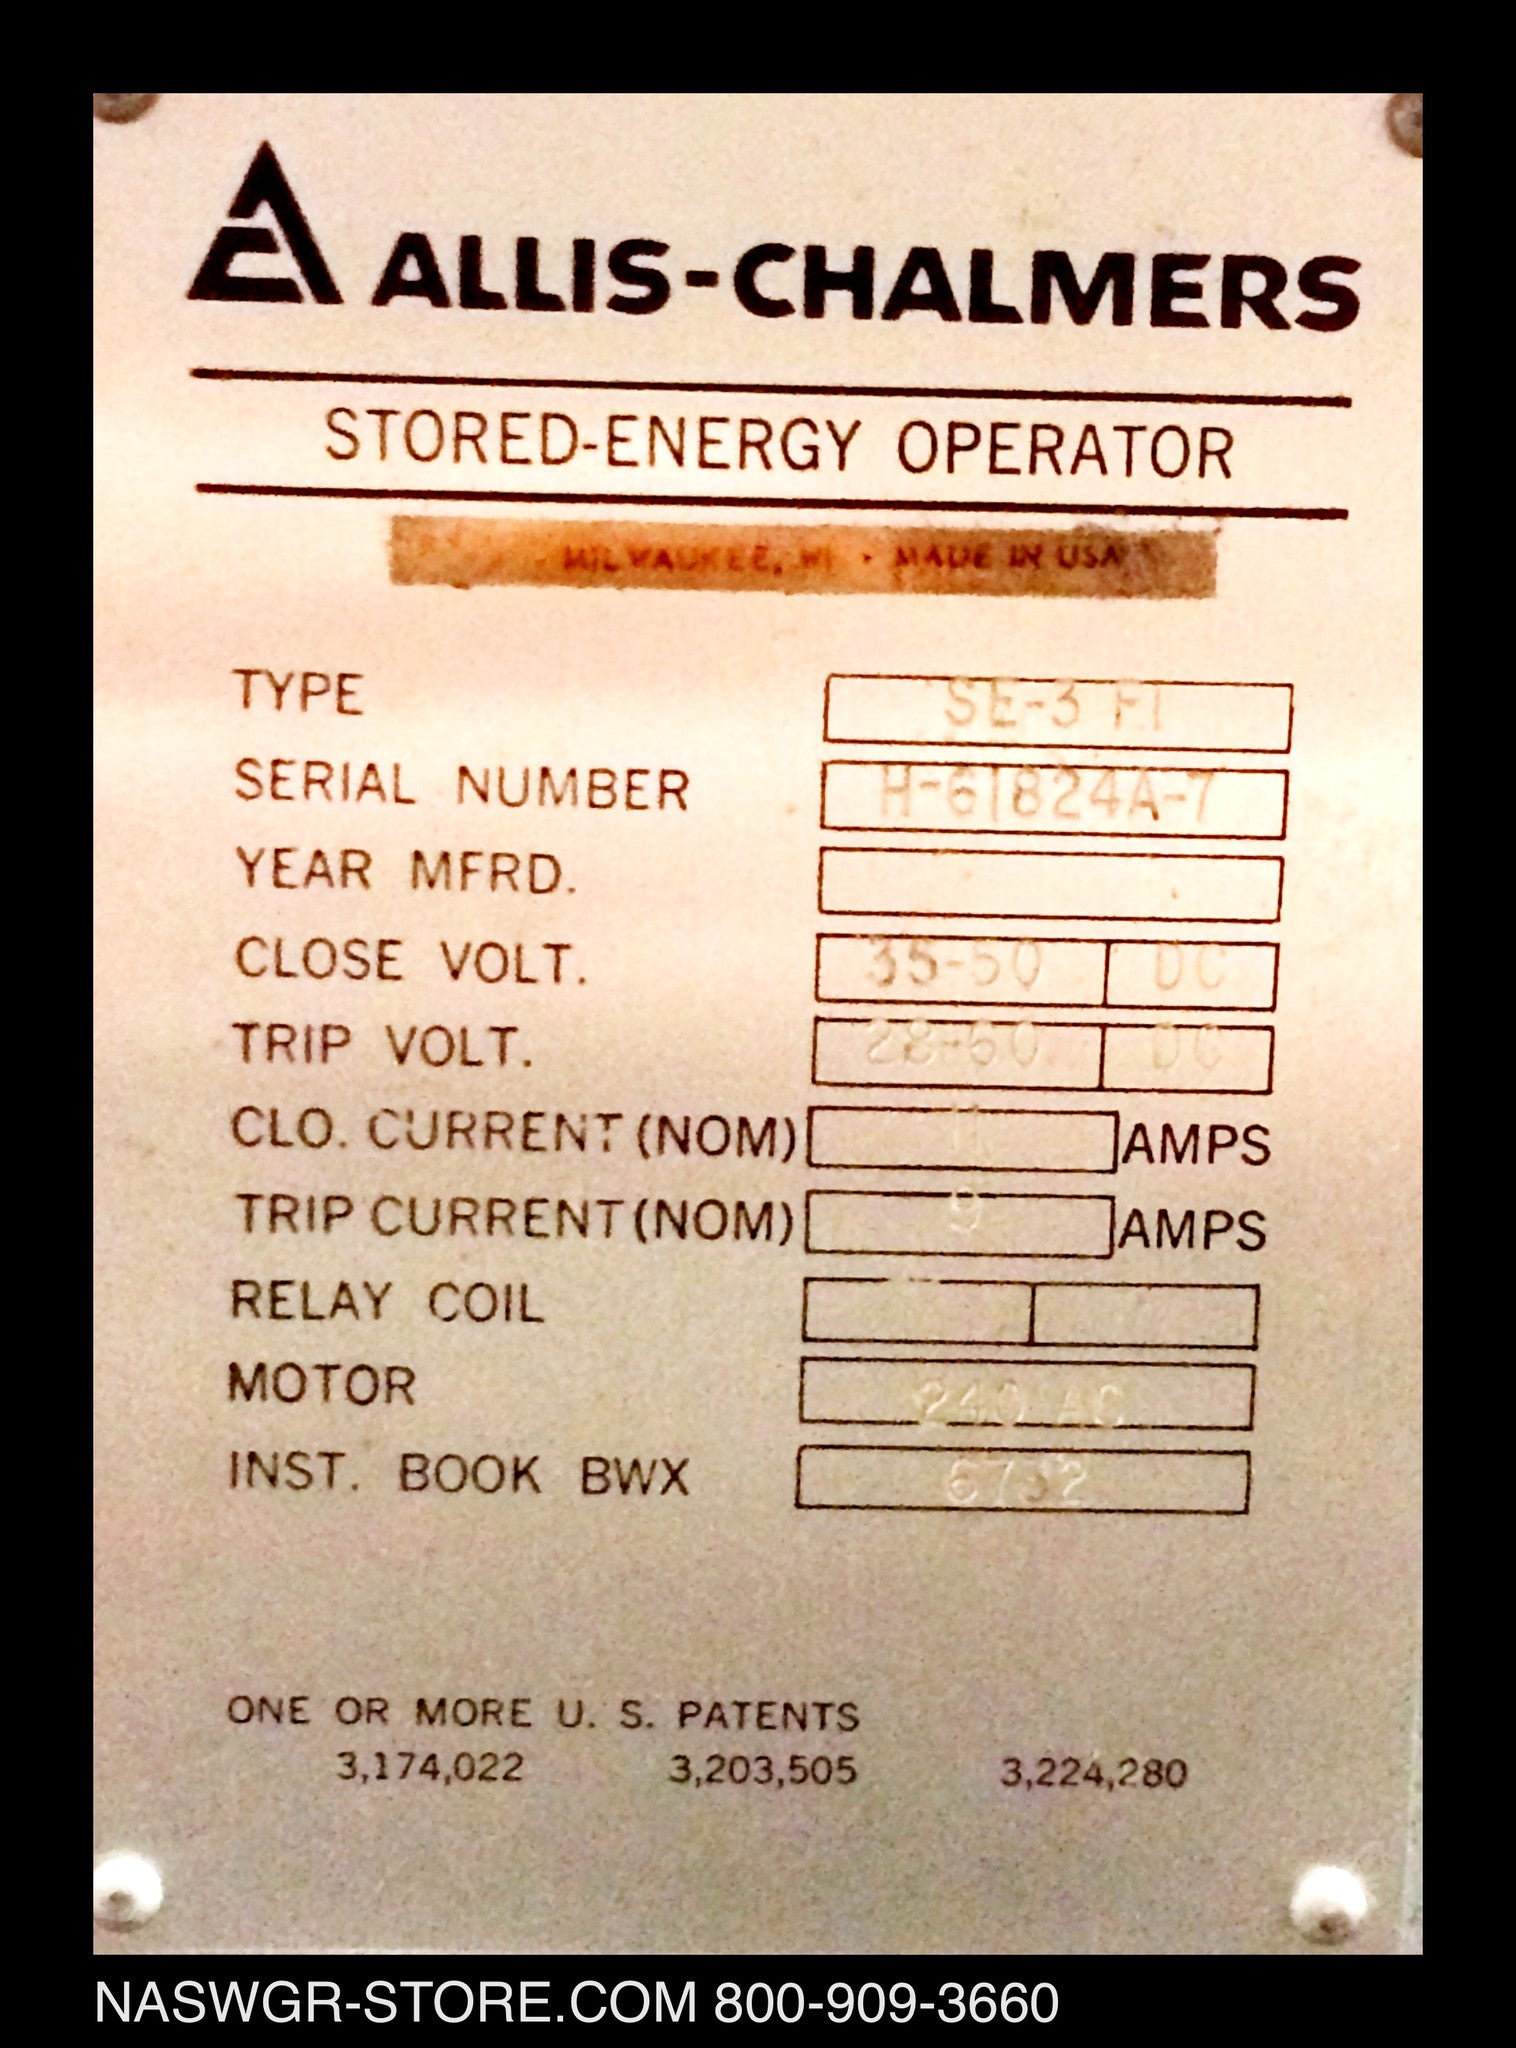 ALLIS-CHALMERS
STORED-ENERGY OPERATOR
MILWAUKEE, WI · MADE IN USA
TYPE SE-3 FI
SERIAL NUMBER H-61824A-7
YEAR MFRD.
CLOSE VOLT. 35-50 DC
TRIP VOLT. 28-60 DC
CLO. CURRENT (NOM) AMPS
TRIP CURRENT (NOM) 9 AMPS
RELAY COIL
MOTOR 240 AC
INST. BOOK BWX
ONE OR MORE U. S. PATENTS
3,174,022 3,203,505 3,224,280
NASWGR-STORE.COM 800-909-3660